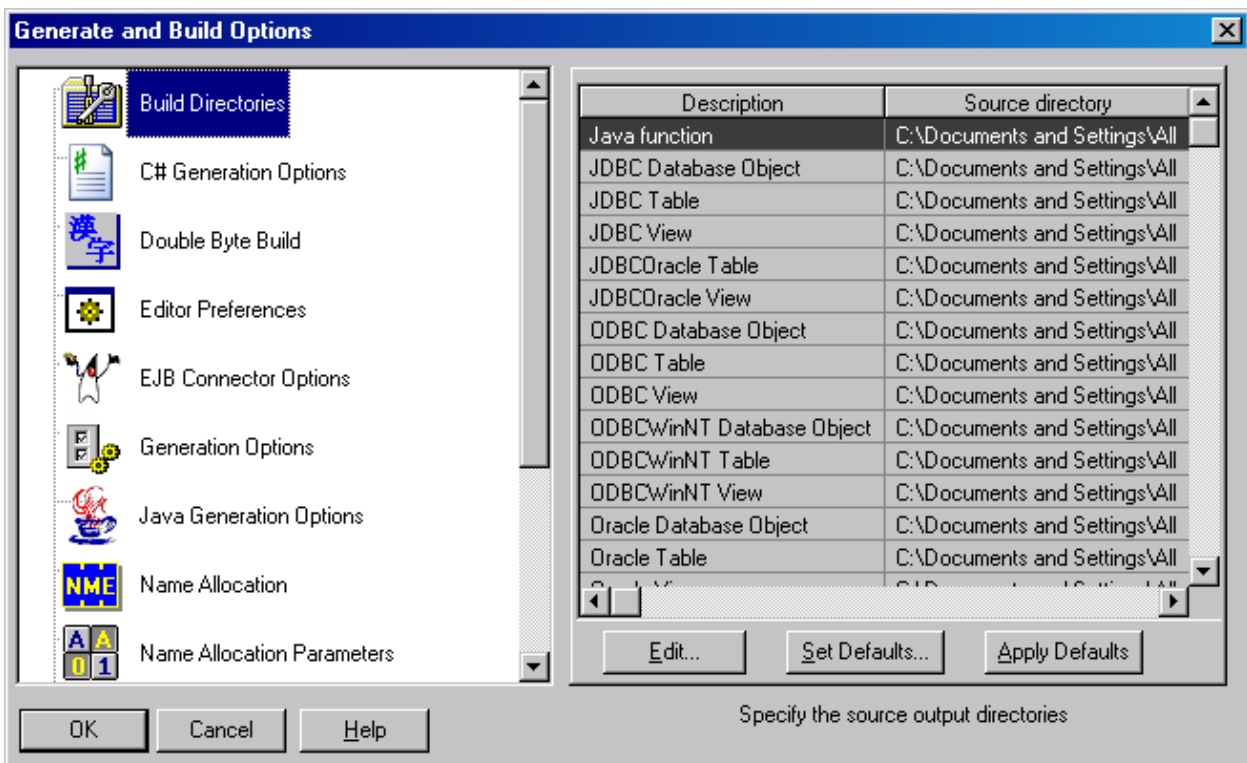 Generate and Build Options
Build Directories
C# Generation Options
漢字
Double Byte Build
Editor Preferences
EJB Connector Options
Generation Options
Java Generation Options
NME
Name Allocation
A A
0 1
Name Allocation Parameters
Description Source directory
Java function C:\Documents and Settings\All
JDBC Database Object C:\Documents and Settings\All
JDBC Table C:\Documents and Settings\All
JDBC View C:\Documents and Settings\All
JDBCOracle Table C:\Documents and Settings\All
JDBCOracle View C:\Documents and Settings\All
ODBC Database Object C:\Documents and Settings\All
ODBC Table C:\Documents and Settings\All
ODBC View C:\Documents and Settings\All
ODBCWinNT Database Object C:\Documents and Settings\All
ODBCWinNT Table C:\Documents and Settings\All
ODBCWinNT View C:\Documents and Settings\All
Oracle Database Object C:\Documents and Settings\All
Oracle Table C:\Documents and Settings\All
Edit... Set Defaults... Apply Defaults
Specify the source output directories
OK Cancel Help